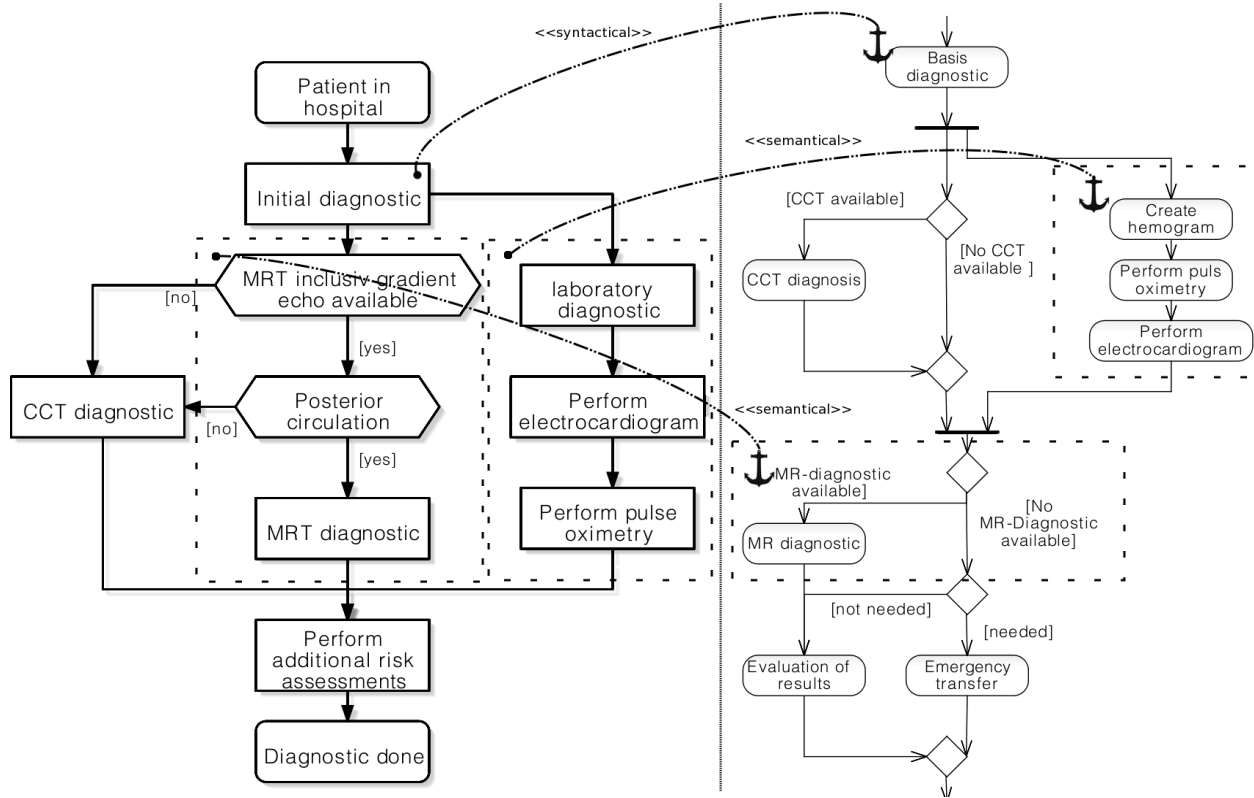 <<syntactical>>
Patient in
hospital
Initial diagnostic
MRT inclusiv gradient
echo available
[no]
[yes]
CCT diagnostic
Posterior
circulation
[no]
[yes]
MRT diagnostic
laboratory
diagnostic
Perform
electrocardiogram
Perform pulse
oximetry
Perform
additional risk
assessments
Diagnostic done
Basis
diagnostic
<<semantical>>
[CCT available]
[No CCT
available ]
CCT diagnosis
Create
hemogram
Perform puls
oximetry
Perform
electrocardiogram
<<semantical>>
MR-diagnostic
available]
[No
MR-Diagnostic
available]
MR diagnostic
[not needed]
[needed]
Evaluation of
results
Emergency
transfer